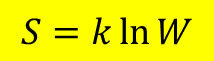 S = k ln W